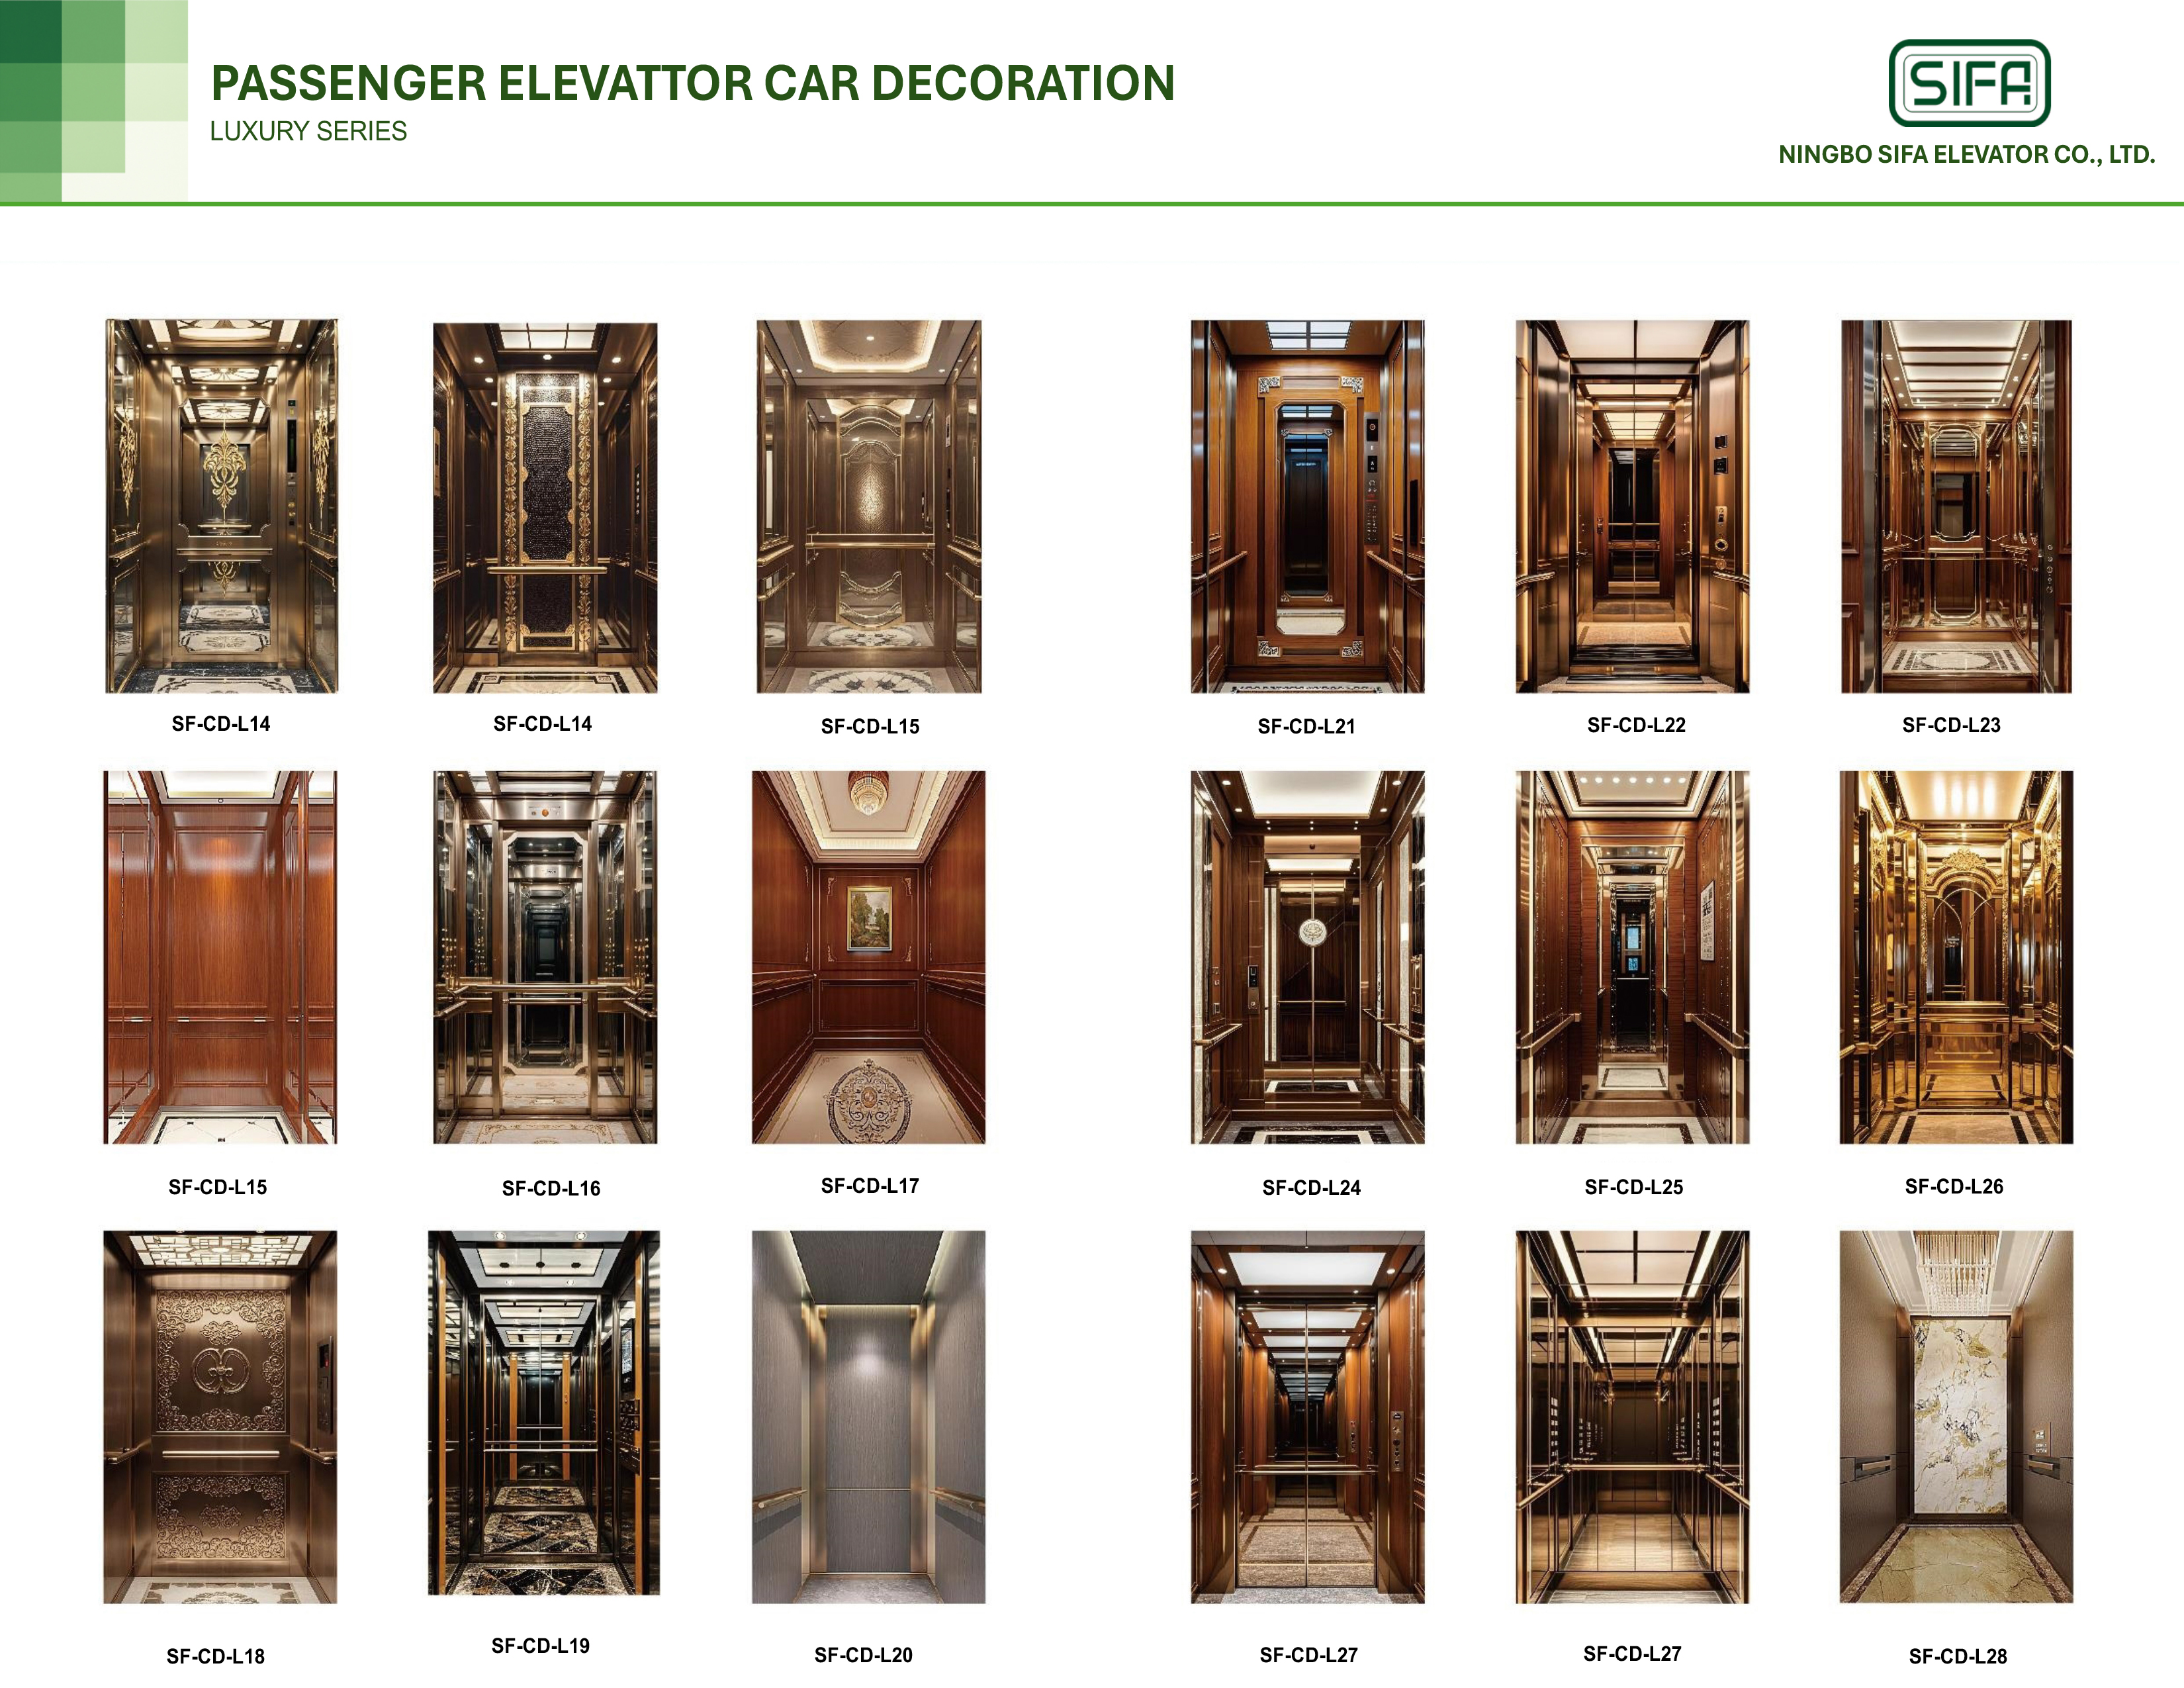 PASSENGER ELEVATTOR CAR DECORATION
LUXURY SERIES
SIFA
NINGBO SIFA ELEVATOR CO., LTD.
SF-CD-L14
SF-CD-L14
SF-CD-L15
SF-CD-L21
SF-CD-L22
SF-CD-L23
SF-CD-L15
SF-CD-L16
SF-CD-L17
SF-CD-L24
SF-CD-L25
SF-CD-L26
SF-CD-L18
SF-CD-L19
SF-CD-L20
SF-CD-L27
SF-CD-L27
SF-CD-L28